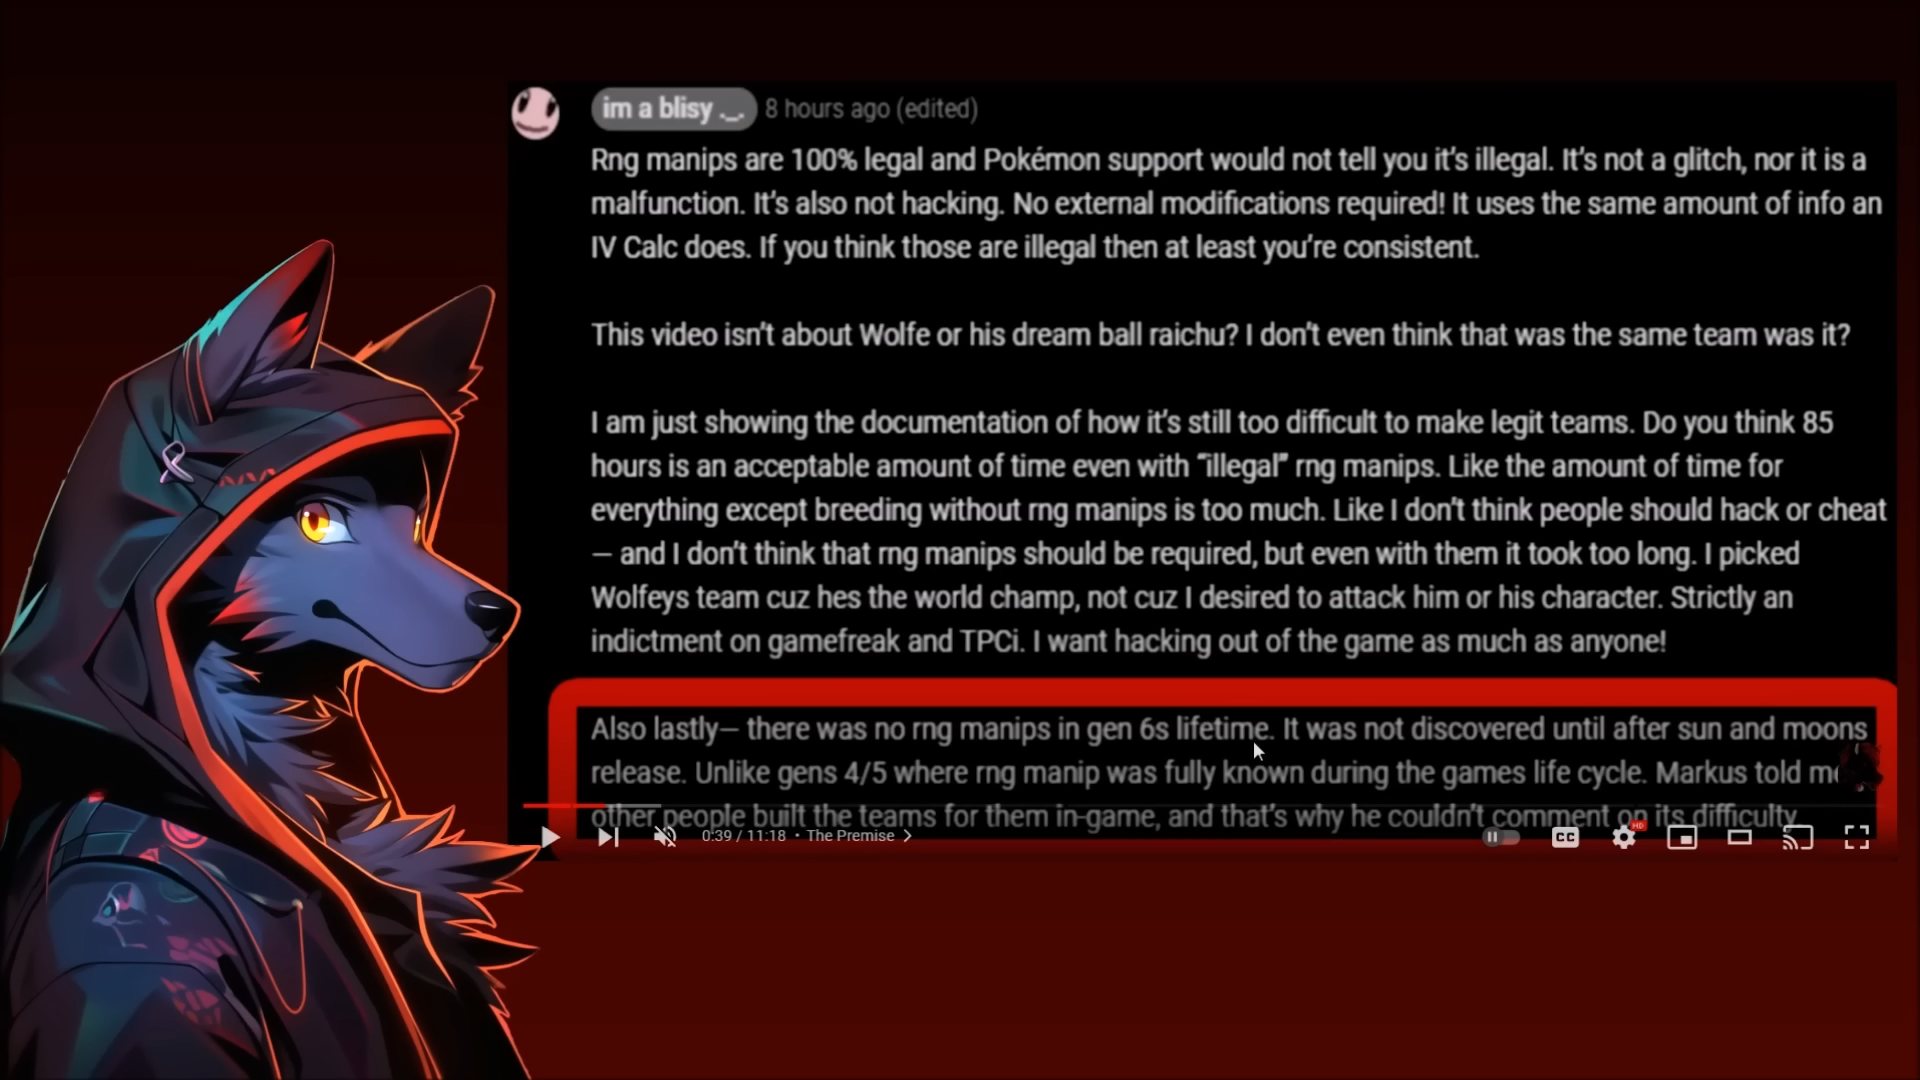 im a blisy ._. 8 hours ago (edited)
Rng manips are 100% legal and Pokémon support would not tell you it's illegal. It's not a glitch, nor it is a
malfunction. It's also not hacking. No external modifications required! It uses the same amount of info an
IV Calc does. If you think those are illegal then at least you're consistent.
This video isn't about Wolfe or his dream ball raichu? I don't even think that was the same team was it?
I am just showing the documentation of how it's still too difficult to make legit teams. Do you think 85
hours is an acceptable amount of time even with "illegal" rng manips. Like the amount of time for
everything except breeding without rng manips is too much. Like I don't think people should hack or cheat
— and I don't think that rng manips should be required, but even with them it took too long. I picked
Wolfeys team cuz hes the world champ, not cuz I desired to attack him or his character. Strictly an
indictment on gamefreak and TPCi. I want hacking out of the game as much as anyone!
Also lastly— there was no rng manips in gen 6s lifetime. It was not discovered until after sun and moons
release. Unlike gens 4/5 where rng manip was fully known during the games life cycle. Markus told me
other people built the teams for them in-game, and that's why he couldn't comment on its difficulty
0:39 / 11:18 • The Premise >
CC
HD